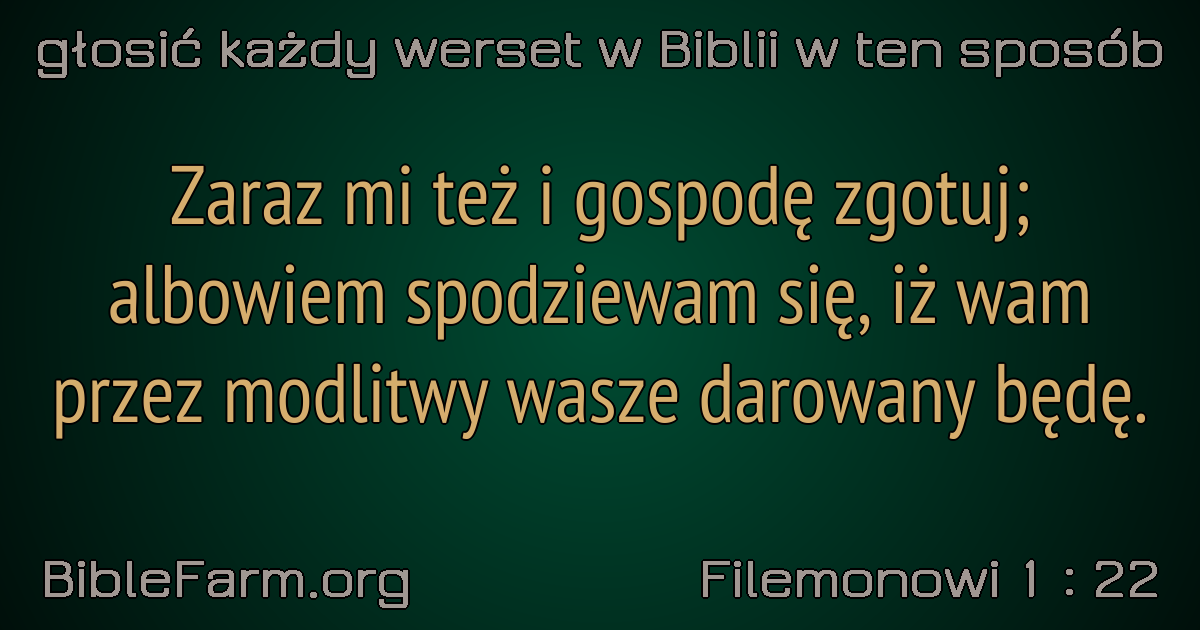 głosić każdy werset w Biblii w ten sposób
Zaraz mi też i gospodę zgotuj;
albowiem spodziewam się, iż wam
przez modlitwy wasze darowany będę.
BibleFarm.org
Filemonowi 1 : 22